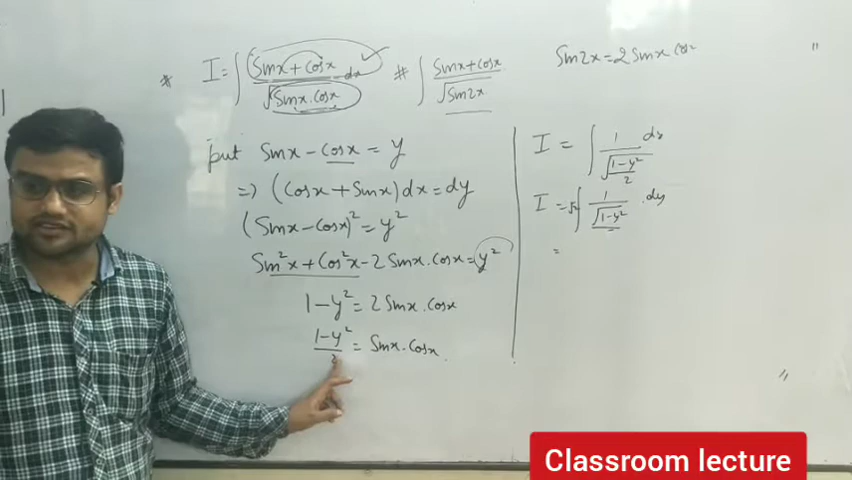 * I = ∫ (Sinx + Cosx)/√(Sinx.Cosx) dx # ∫ (Sinx + Cosx)/√(Sin2x)
Sin2x = 2 Sinx Cosx
put Sinx - Cosx = y
=> (Cosx + Sinx) dx = dy
(Sinx - Cosx)² = y²
Sin²x + Cos²x - 2 Sinx.Cosx = y²
1 - y² = 2 Sinx.Cosx
(1 - y²)/2 = Sinx.Cosx.
I = ∫ 1/√((1 - y²)/2) dy
I = √2 ∫ 1/√(1 - y²) .dy
=
Classroom lecture